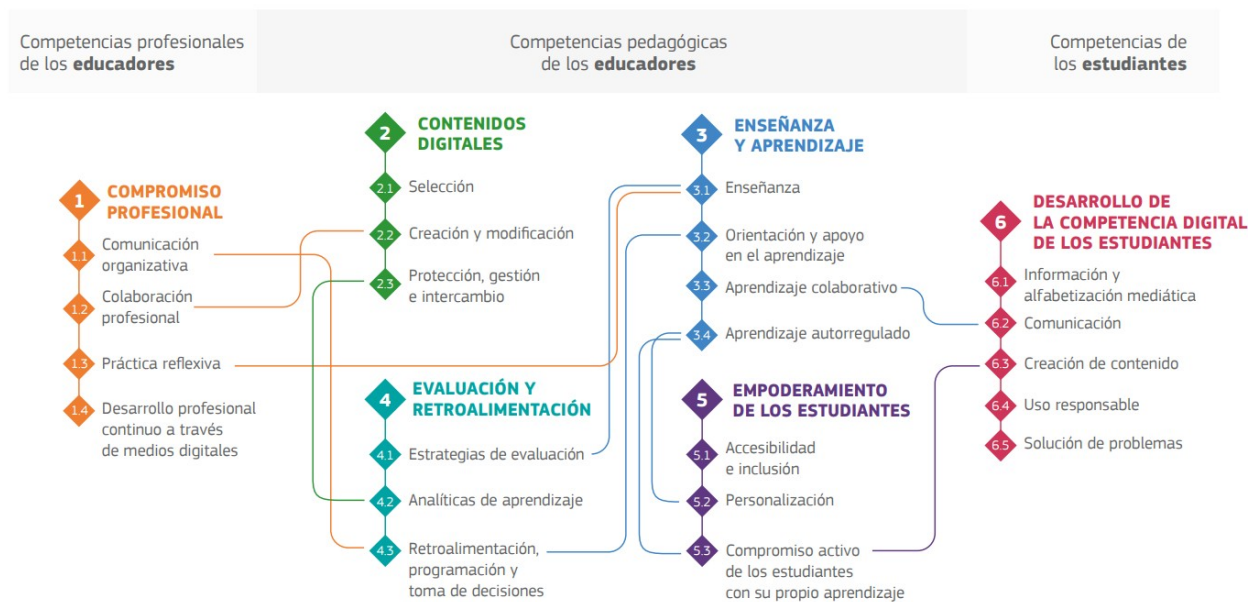 Competencias profesionales
de los educadores
Competencias pedagógicas
de los educadores
Competencias de
los estudiantes
1
COMPROMISO
PROFESIONAL
1.1
Comunicación
organizativa
1.2
Colaboración
profesional
1.3
Práctica reflexiva
1.4
Desarrollo profesional
continuo a través
de medios digitales
2
CONTENIDOS
DIGITALES
2.1
Selección
2.2
Creación y modificación
2.3
Protección, gestión
e intercambio
3
ENSEÑANZA
Y APRENDIZAJE
3.1
Enseñanza
3.2
Orientación y apoyo
en el aprendizaje
3.3
Aprendizaje colaborativo
3.4
Aprendizaje autorregulado
4
EVALUACIÓN Y
RETROALIMENTACIÓN
4.1
Estrategias de evaluación
4.2
Analíticas de aprendizaje
4.3
Retroalimentación,
programación y
toma de decisiones
5
EMPODERAMIENTO
DE LOS ESTUDIANTES
5.1
Accesibilidad
e inclusión
5.2
Personalización
5.3
Compromiso activo
de los estudiantes
con su propio aprendizaje
6
DESARROLLO DE
LA COMPETENCIA DIGITAL
DE LOS ESTUDIANTES
6.1
Información y
alfabetización mediática
6.2
Comunicación
6.3
Creación de contenido
6.4
Uso responsable
6.5
Solución de problemas